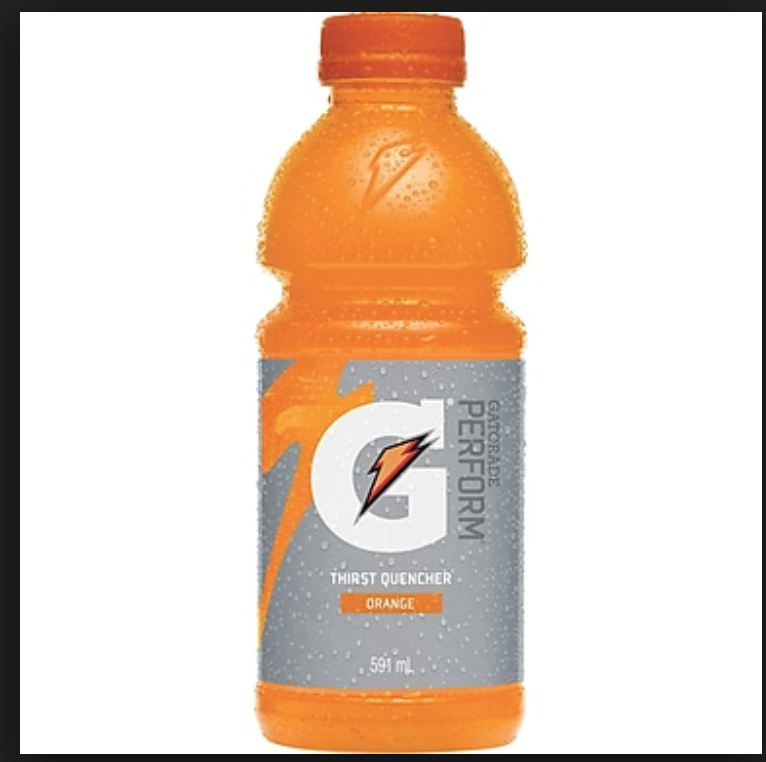 G
GATORADE
PERFORM
THIRST QUENCHER
ORANGE
591 mL